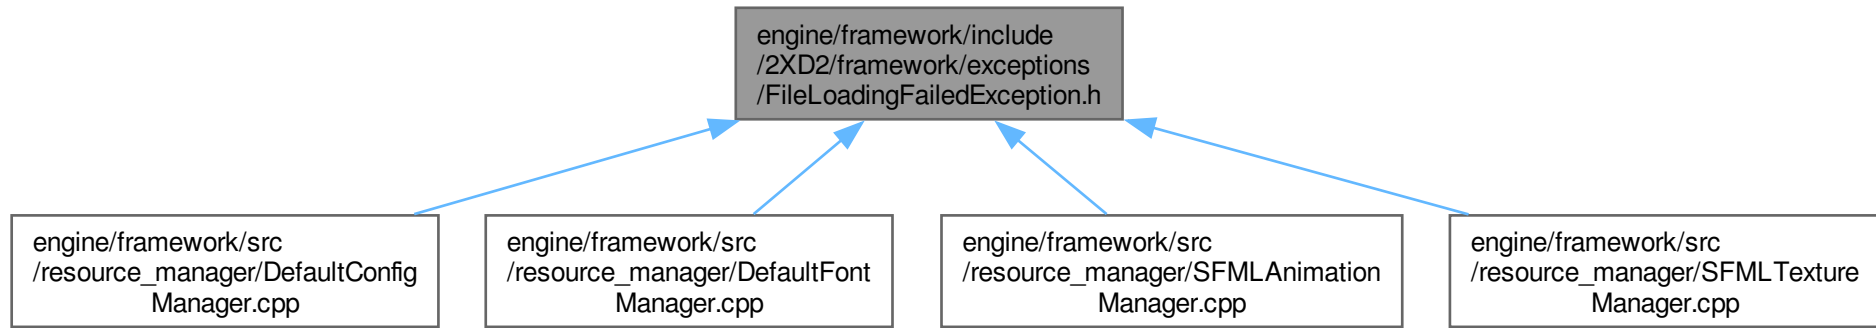 engine/framework/include
/2XD2/framework/exceptions
/FileLoadingFailedException.h
engine/framework/src
/resource_manager/DefaultConfig
Manager.cpp
engine/framework/src
/resource_manager/DefaultFont
Manager.cpp
engine/framework/src
/resource_manager/SFMLAnimation
Manager.cpp
engine/framework/src
/resource_manager/SFMLTexture
Manager.cpp